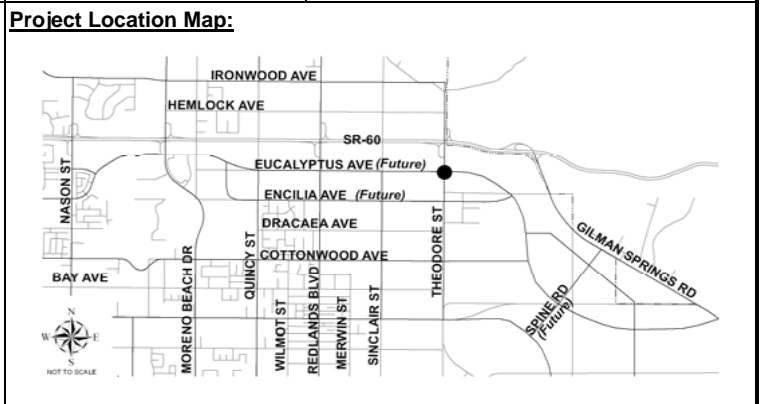 Project Location Map:
IRONWOOD AVE
HEMLOCK AVE
SR-60
EUCALYPTUS AVE (Future)
NASON ST
ENCILIA AVE (Future)
DRACAEA AVE
COTTONWOOD AVE
THEODORE ST
GILMAN SPRINGS RD
BAY AVE
MORENO BEACH DR
QUINCY ST
WILMOT ST
REDLANDS BLVD
MERWIN ST
SINCLAIR ST
SPINE RD
(Future)
N
W E
S
NOT TO SCALE